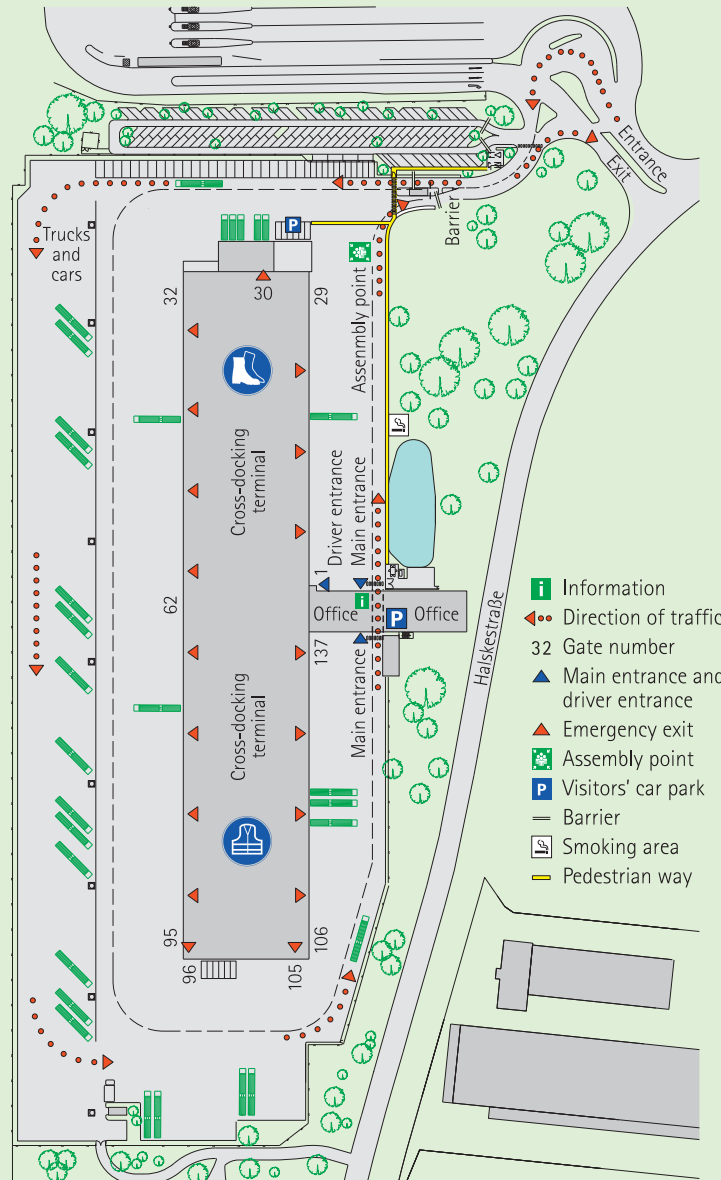 Entrance
Exit
Barrier
Trucks
and
cars
P
32
30
29
Assenmbly point
Cross-docking
terminal
Driver entrance
Main entrance
1
3
62
Office
i
P
Office
137
Main entrance
Cross-docking
terminal
Halskestraße
95
96
105
106
i Information
Direction of traffic
32 Gate number
Main entrance and
driver entrance
Emergency exit
Assembly point
P Visitors' car park
Barrier
Smoking area
Pedestrian way